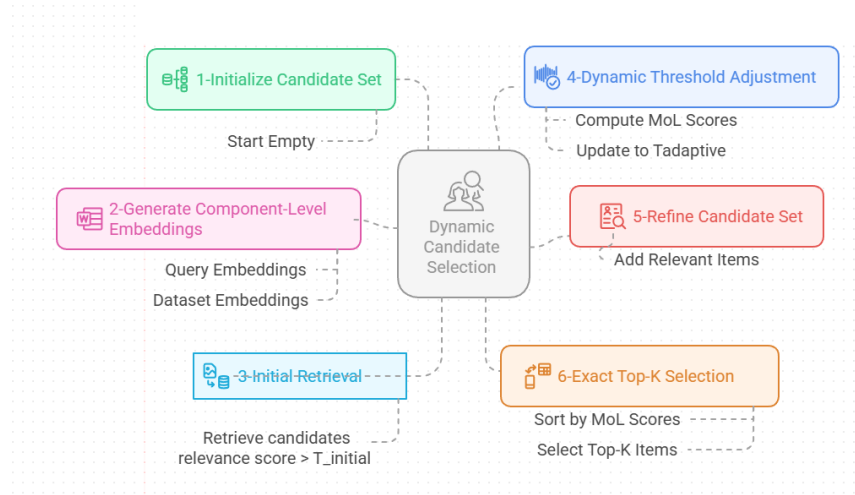 1-Initialize Candidate Set
Start Empty
2-Generate Component-Level
Embeddings
Query Embeddings
Dataset Embeddings
3-Initial Retrieval
Retrieve candidates
relevance score > T_initial
Dynamic
Candidate
Selection
4-Dynamic Threshold Adjustment
Compute MoL Scores
Update to Tadaptive
5-Refine Candidate Set
Add Relevant Items
6-Exact Top-K Selection
Sort by MoL Scores
Select Top-K Items